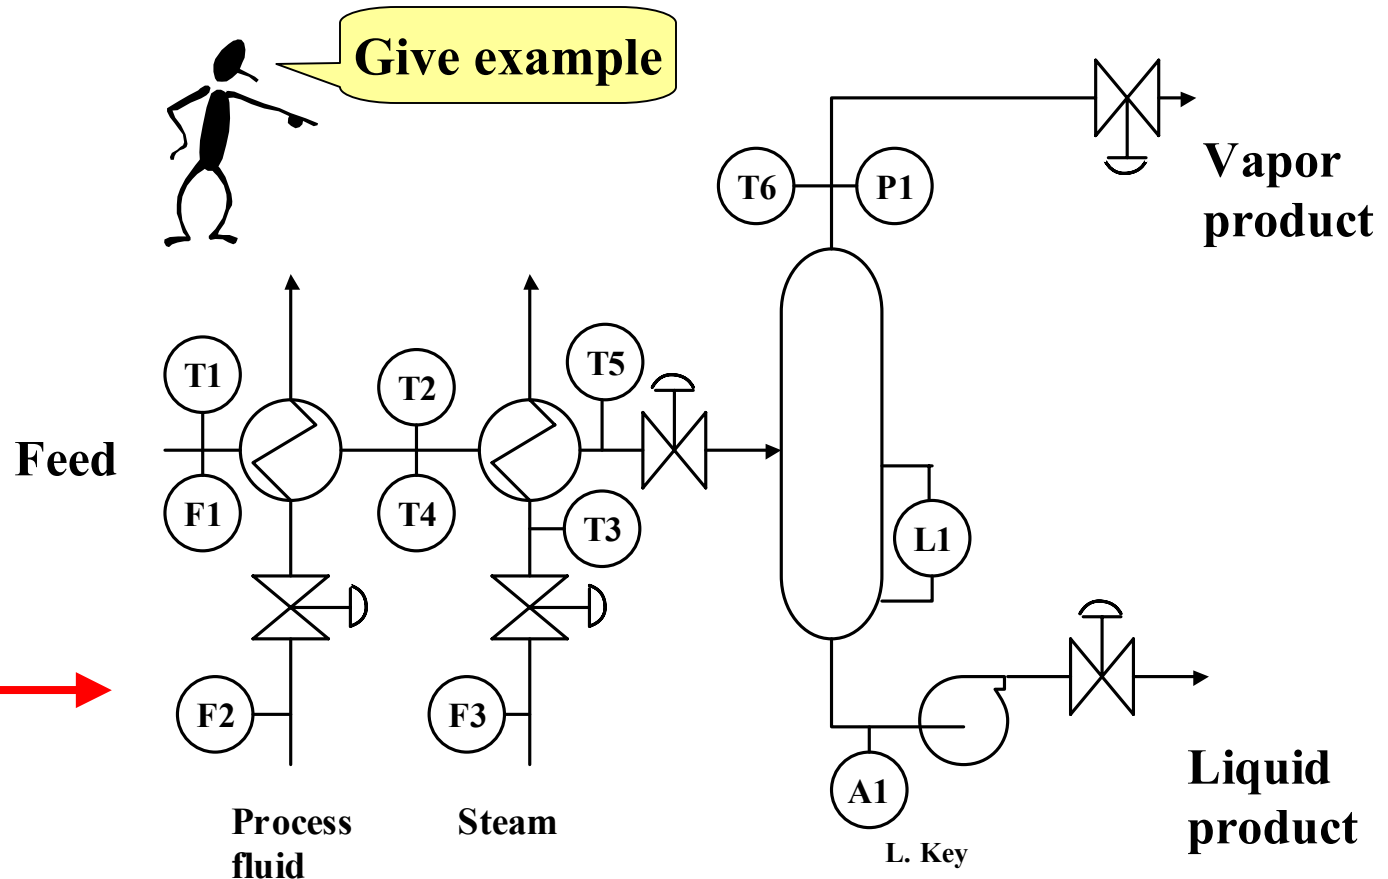 Give example
T6
P1
Vapor
product
T1
T2
T5
Feed
F1
T4
T3
L1
F2
F3
A1
Liquid
product
Process
fluid
Steam
L. Key